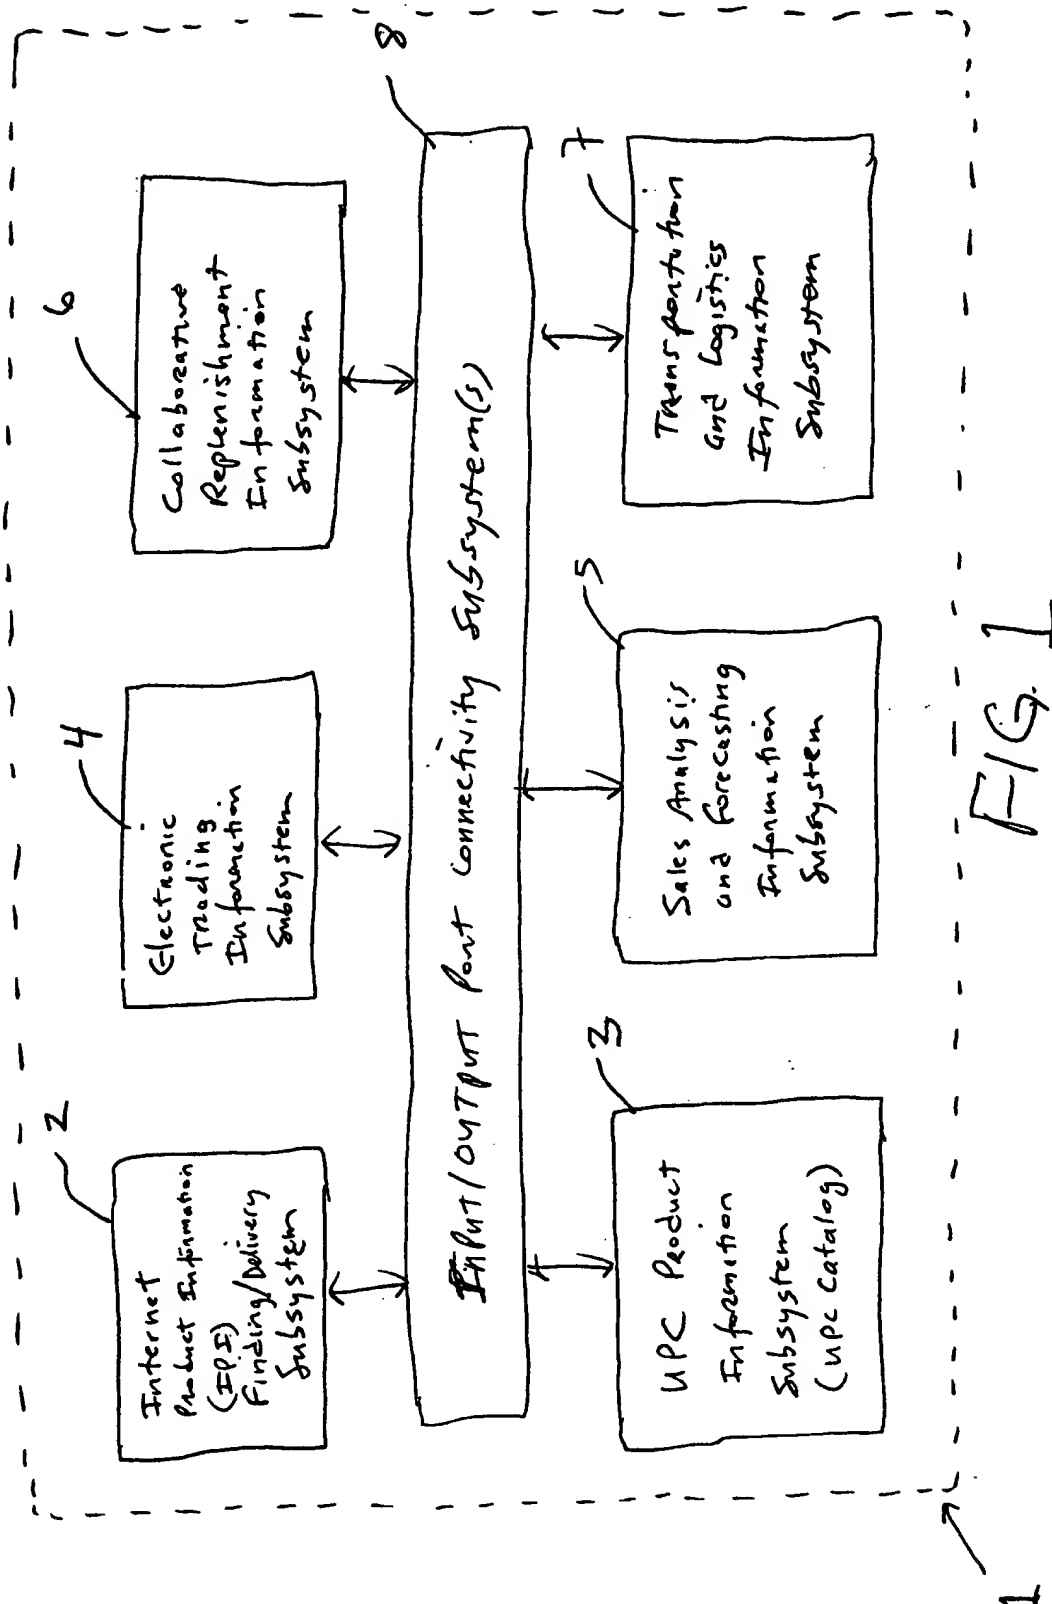 2
Internet
Product Information
(IPI)
Finding/Delivery
Subsystem
4
Electronic
Trading
Information
Subsystem
6
Collaborative
Replenishment
Information
Subsystem
8
Input/Output Port Connectivity Subsystem(s)
3
UPC Product
Information
Subsystem
(UPC Catalog)
5
Sales Analysis
and Forecasting
Information
Subsystem
7
Transportation
and Logistics
Information
Subsystem
1
FIG. 1